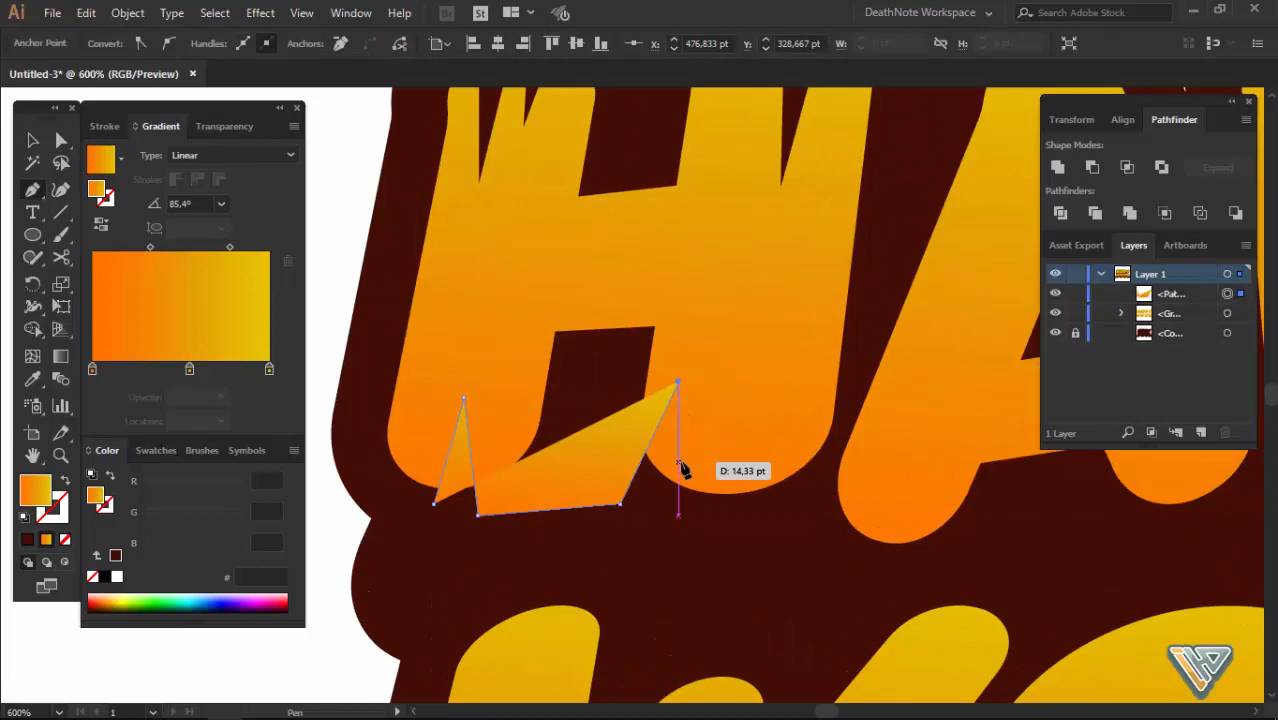 Ai File Edit Object Type Select Effect View Window Help Br St DeathNote Workspace Search Adobe Stock
Anchor Point Convert: Handles: Anchors: X: 476,833 pt Y: 328,667 pt W: H:
Untitled-3* @ 600% (RGB/Preview) ×
Stroke Gradient Transparency
Type: Linear
Stroke:
85,4°
Opacity:
Location:
Color Swatches Brushes Symbols
R
G
B
#
D: 14,33 pt
Transform Align Pathfinder
Shape Modes:
Expand
Pathfinders:
Asset Export Layers Artboards
Layer 1
<Pat...
<Gr...
<Co...
1 Layer
600% 1 Pen